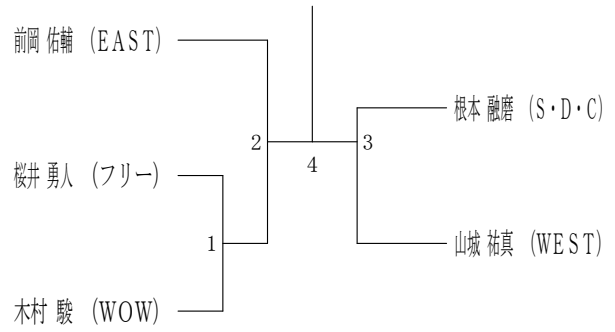 前岡 佑輔 (EAST)
桜井 勇人 (フリー)
木村 駿 (WOW)
1
2
4
3
根本 融磨 (S・D・C)
山城 祐真 (WEST)